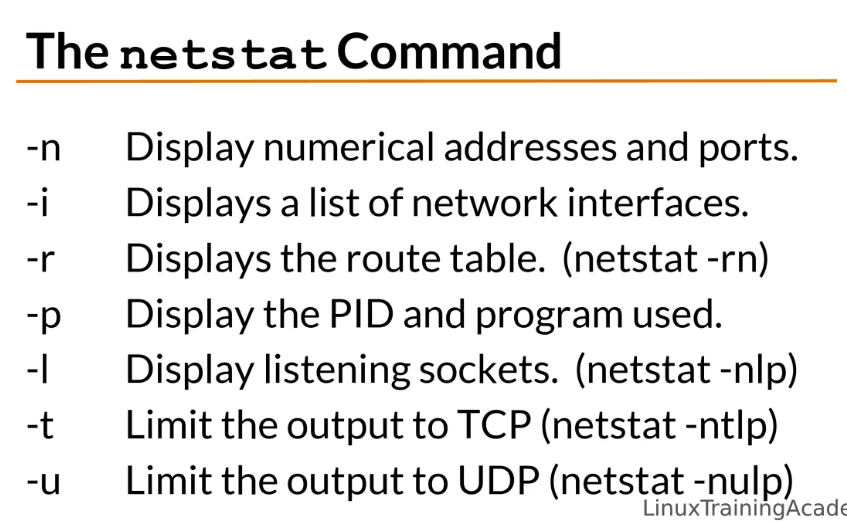 The netstat Command
-n Display numerical addresses and ports.
-i Displays a list of network interfaces.
-r Displays the route table. (netstat -rn)
-p Display the PID and program used.
-l Display listening sockets. (netstat -nlp)
-t Limit the output to TCP (netstat -ntlp)
-u Limit the output to UDP (netstat -nulp)
LinuxTrainingAcade